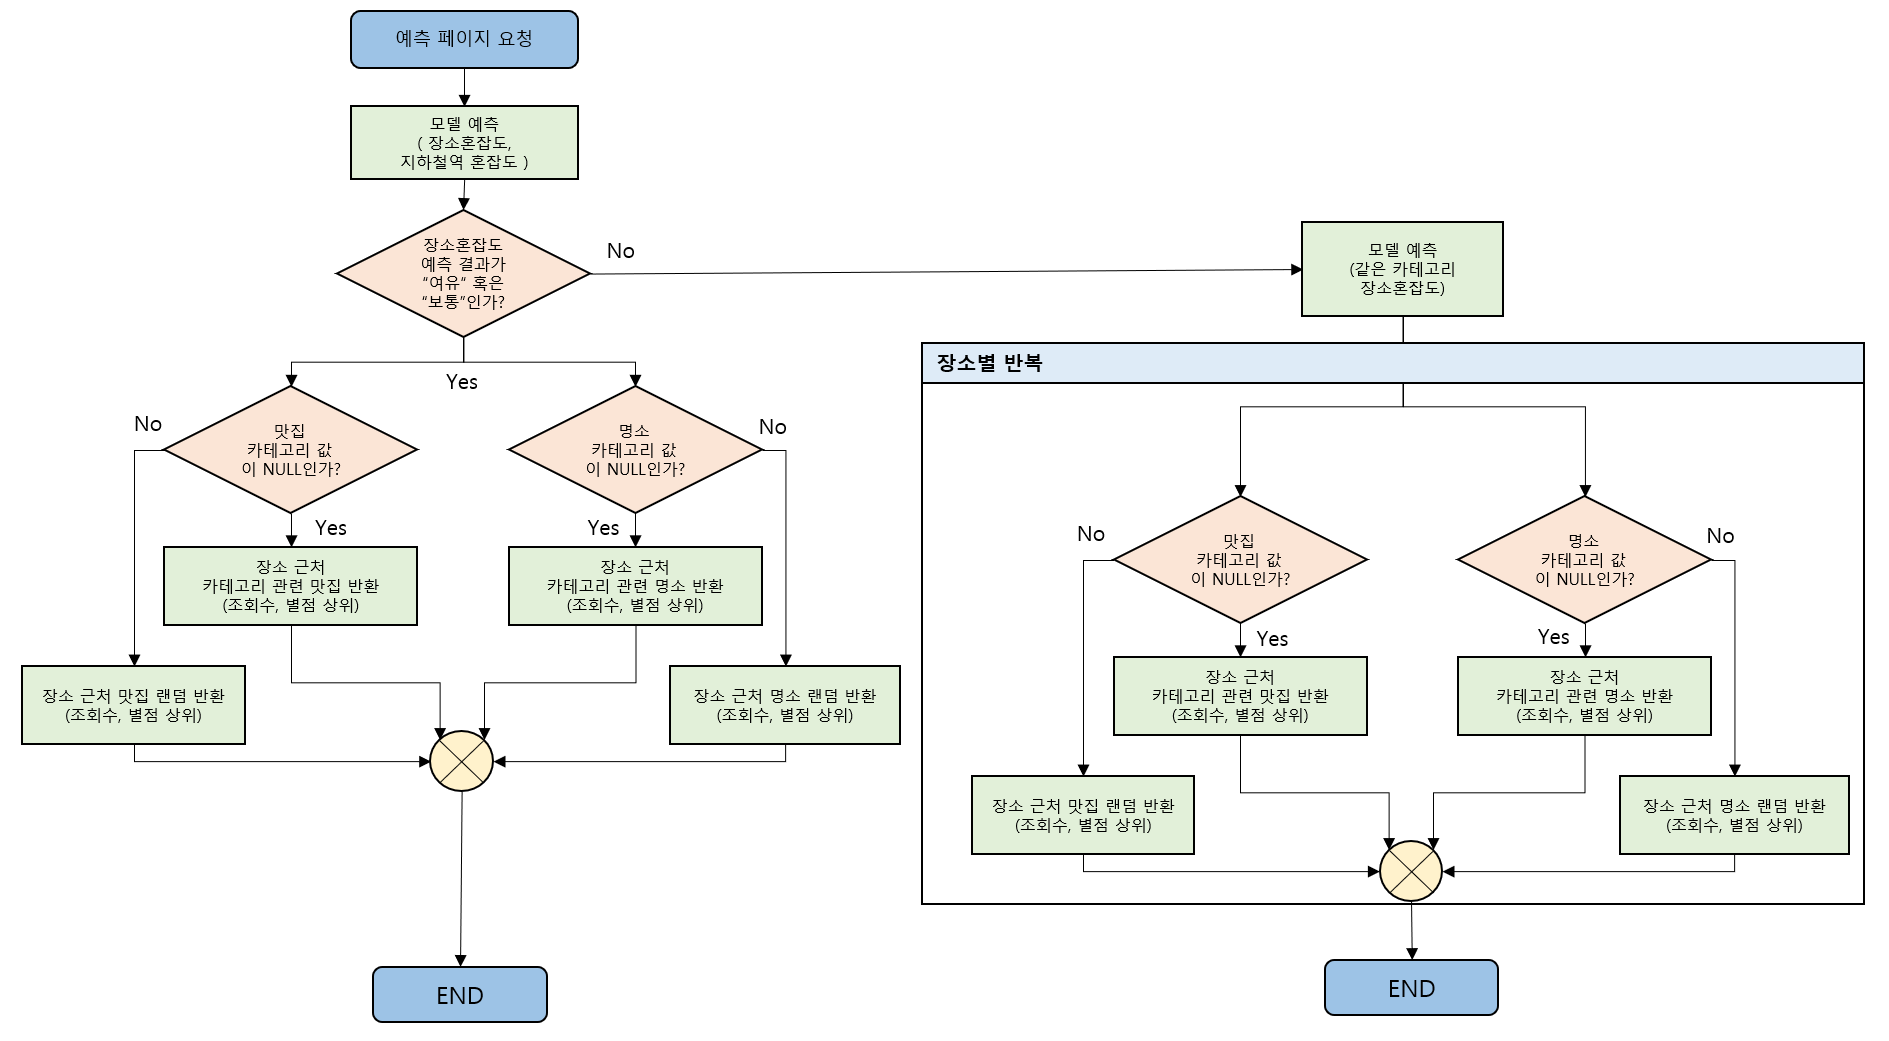 예측 페이지 요청
모델 예측
( 장소혼잡도,
지하철역 혼잡도 )
장소혼잡도
예측 결과가
“여유“ 혹은
“보통”인가?
No
Yes
맛집
카테고리 값
이 NULL인가?
No
Yes
명소
카테고리 값
이 NULL인가?
No
Yes
장소 근처
카테고리 관련 맛집 반환
(조회수, 별점 상위)
장소 근처
카테고리 관련 명소 반환
(조회수, 별점 상위)
장소 근처 맛집 랜덤 반환
(조회수, 별점 상위)
장소 근처 명소 랜덤 반환
(조회수, 별점 상위)
END
모델 예측
(같은 카테고리
장소혼잡도)
장소별 반복
맛집
카테고리 값
이 NULL인가?
No
Yes
명소
카테고리 값
이 NULL인가?
No
Yes
장소 근처
카테고리 관련 맛집 반환
(조회수, 별점 상위)
장소 근처
카테고리 관련 명소 반환
(조회수, 별점 상위)
장소 근처 맛집 랜덤 반환
(조회수, 별점 상위)
장소 근처 명소 랜덤 반환
(조회수, 별점 상위)
END